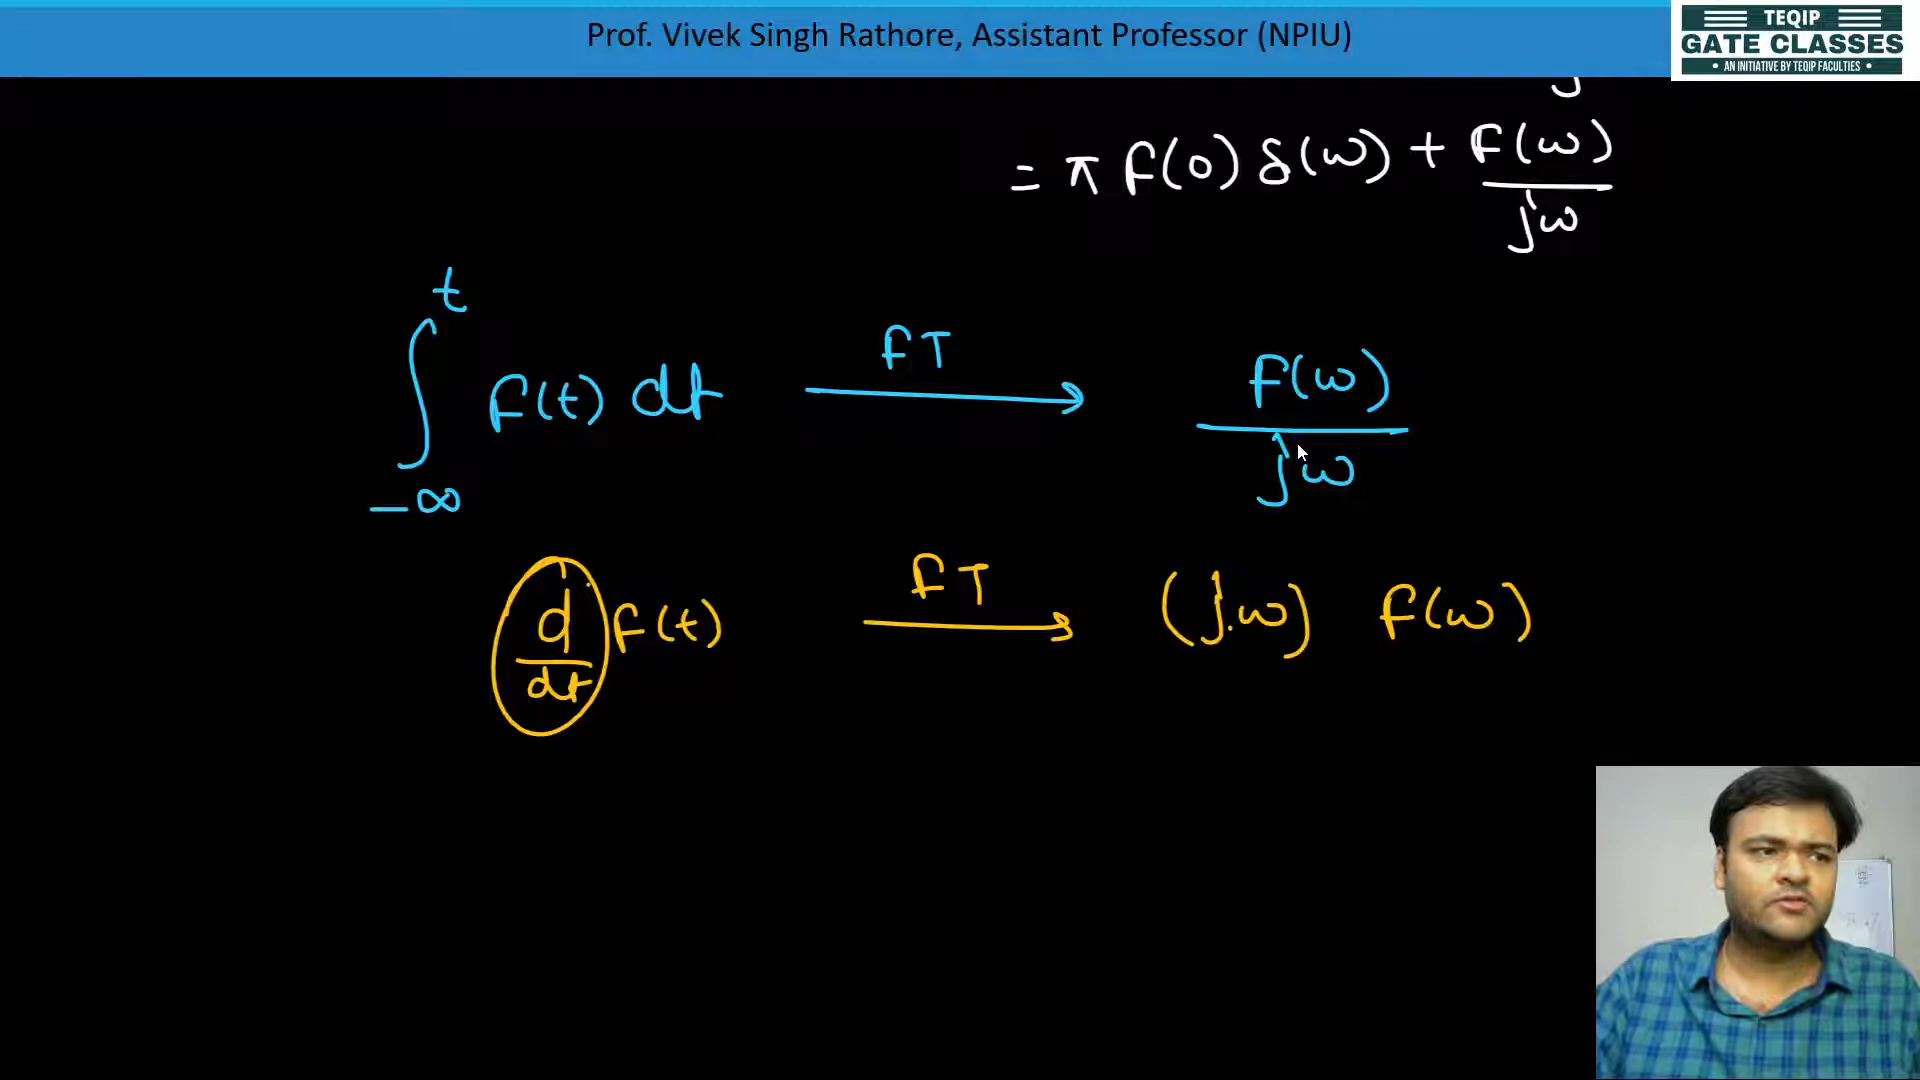 Prof. Vivek Singh Rathore, Assistant Professor (NPIU)
TEQIP
GATE CLASSES
• AN INITIATIVE BY TEQIP FACULTIES •
= π F(0) δ(ω) + F(ω)/jω
∫_{-∞}^{t} F(t) dt —FT→ F(ω)/jω
d/dt F(t) —FT→ (j.ω) F(ω)